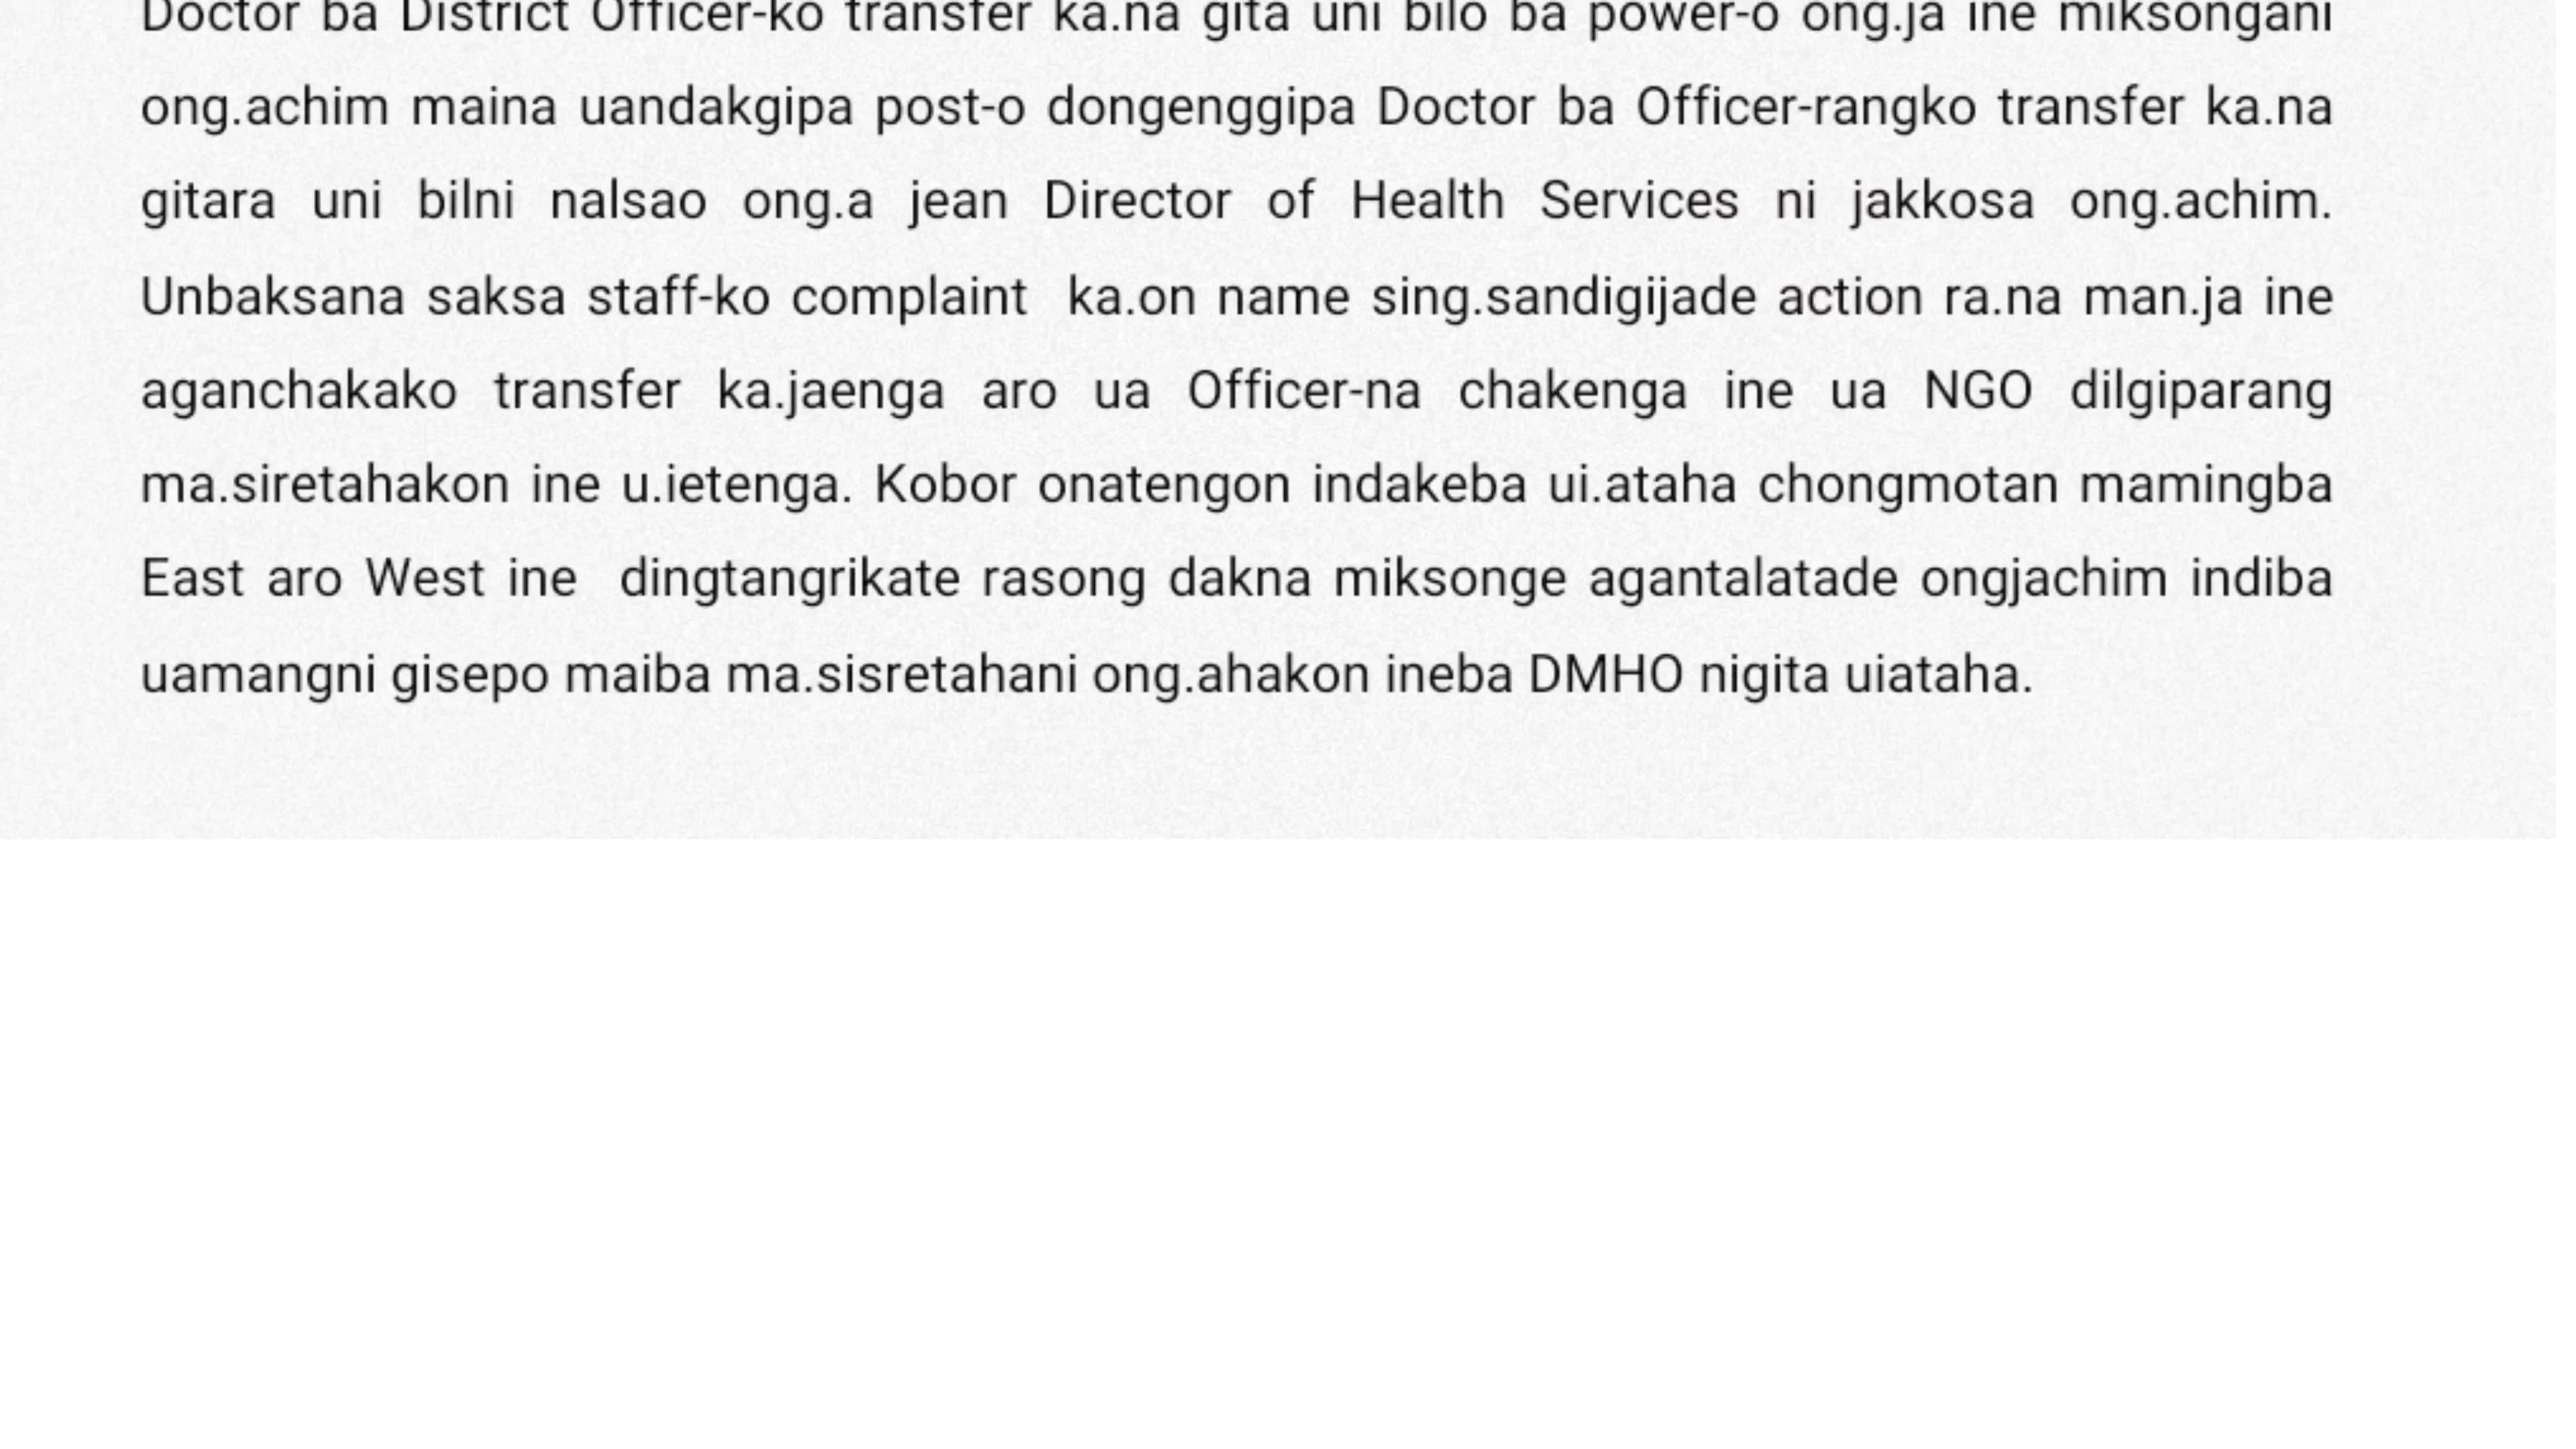 Doctor ba District Officer-ko transfer ka.na gita uni bilo ba power-o ong.ja ine miksongani
ong.achim maina uandakgipa post-o dongenggipa Doctor ba Officer-rangko transfer ka.na
gitara uni bilni nalsao ong.a jean Director of Health Services ni jakkosa ong.achim.
Unbaksana saksa staff-ko complaint ka.on name sing.sandigijade action ra.na man.ja ine
aganchakako transfer ka.jaenga aro ua Officer-na chakenga ine ua NGO dilgiparang
ma.siretahakon ine u.ietenga. Kobor onatengon indakeba ui.ataha chongmotan mamingba
East aro West ine dingtangrikate rasong dakna miksonge agantalatade ongjachim indiba
uamangni gisepo maiba ma.sisretahani ong.ahakon ineba DMHO nigita uiataha.